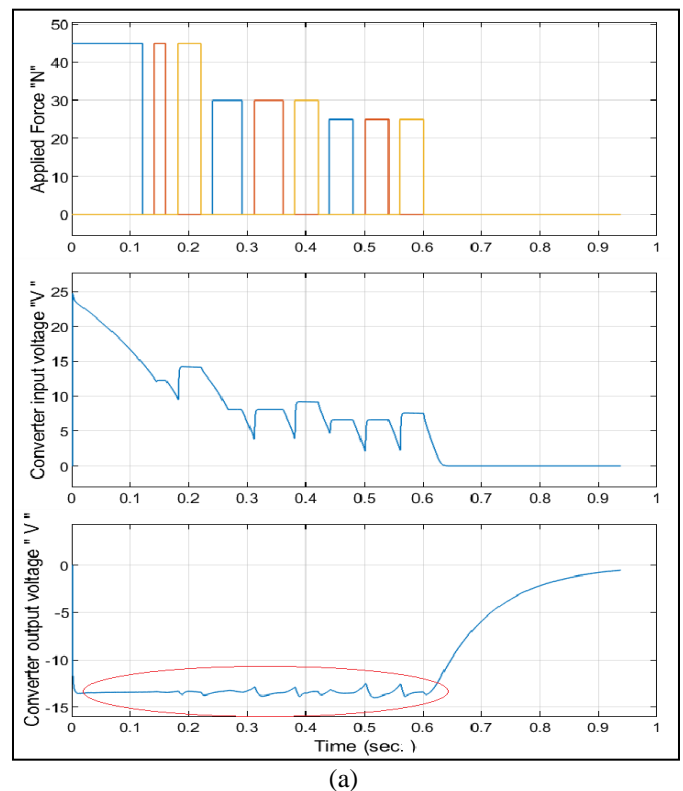 Applied Force "N"
50
40
30
20
10
0
0 0.1 0.2 0.3 0.4 0.5 0.6 0.7 0.8 0.9 1
Converter input voltage "V"
25
20
15
10
5
0
0 0.1 0.2 0.3 0.4 0.5 0.6 0.7 0.8 0.9 1
Converter output voltage " V "
0
-5
-10
-15
0 0.1 0.2 0.3 0.4 0.5 0.6 0.7 0.8 0.9 1
Time (sec. )
(a)